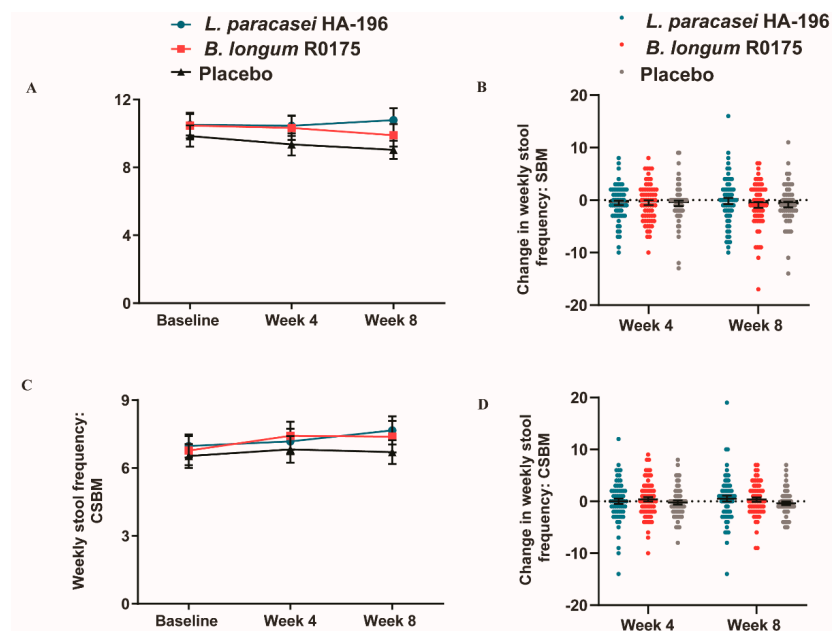 L. paracasei HA-196
B. longum R0175
Placebo
A
12
8
4
0
Baseline Week 4 Week 8
L. paracasei HA-196
B. longum R0175
Placebo
B
Change in weekly stool
frequency: SBM
20
10
0
-10
-20
Week 4 Week 8
C
Weekly stool frequency:
CSBM
9
6
3
0
Baseline Week 4 Week 8
D
Change in weekly stool
frequency: CSBM
20
10
0
-10
-20
Week 4 Week 8